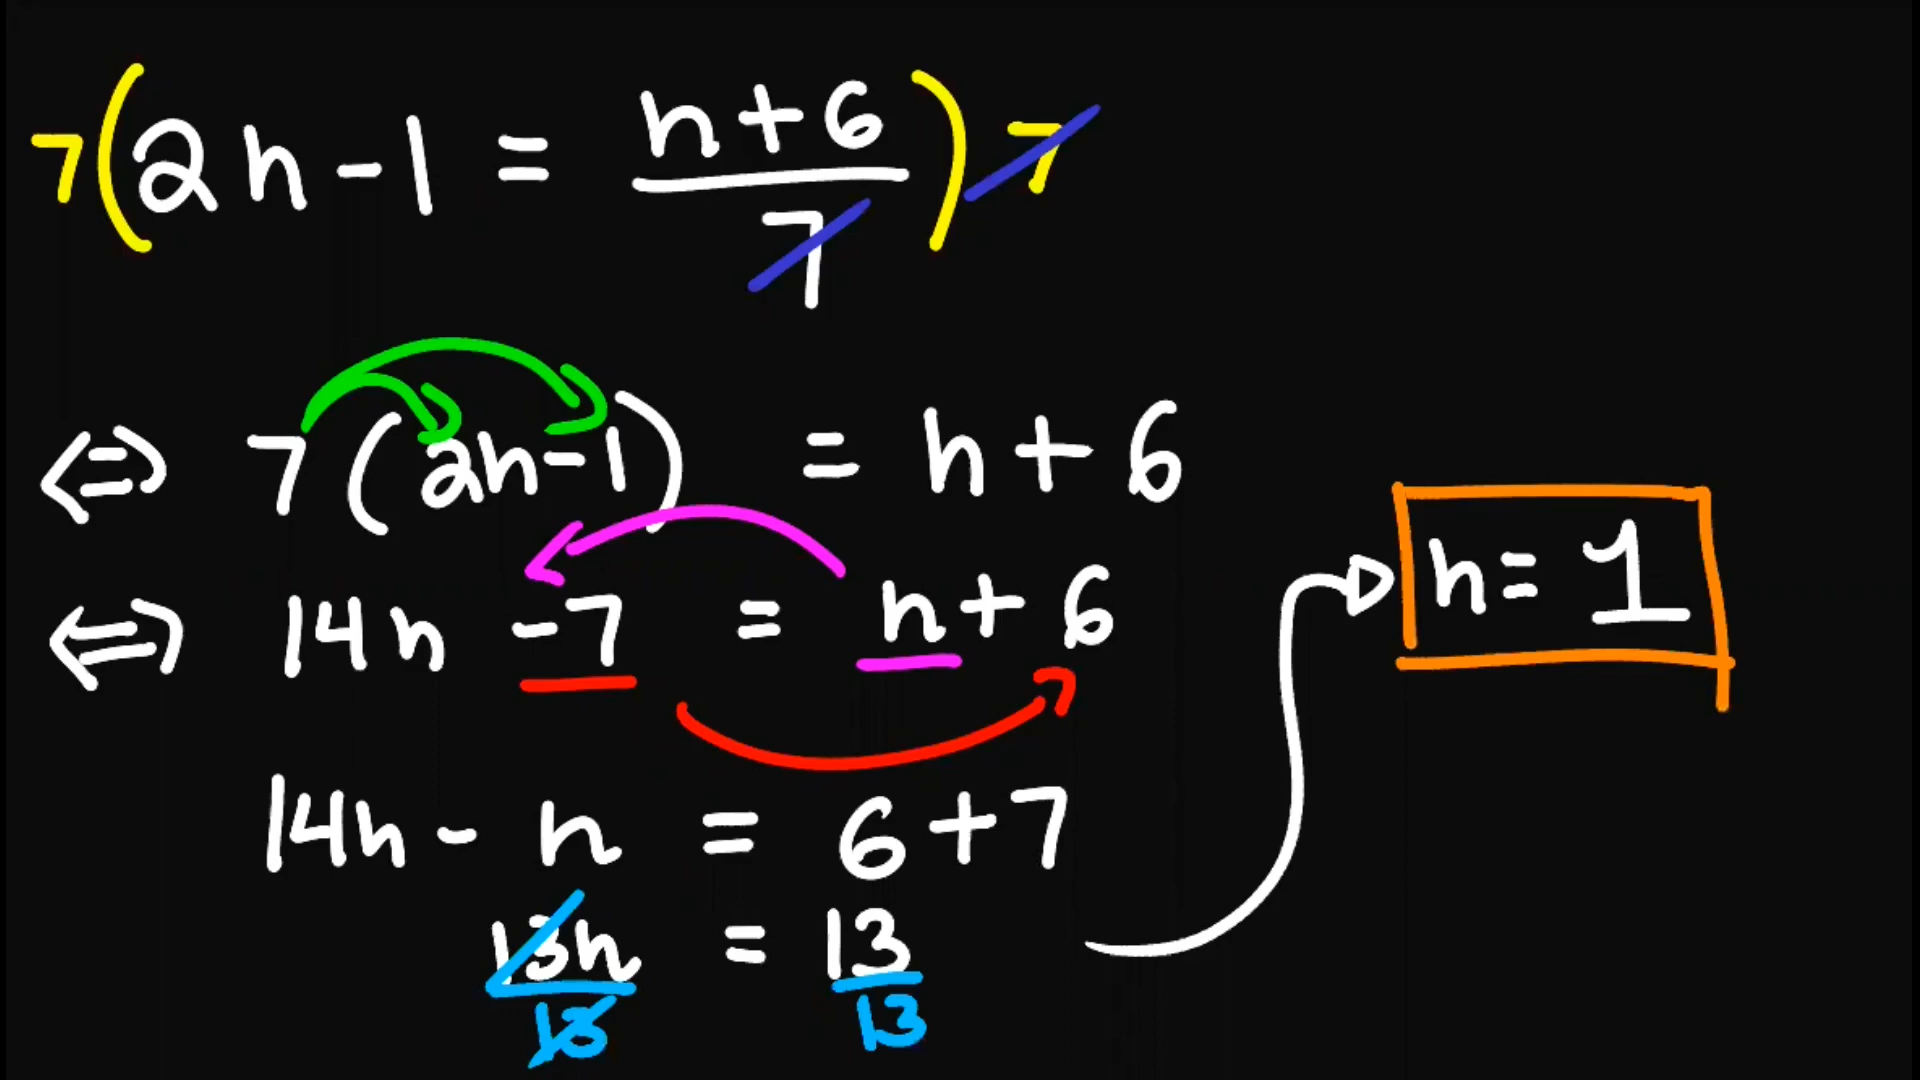 7(2n-1 = n+6/7)7
⇔ 7(2n-1) = n+6
⇔ 14n -7 = n+6
14n - n = 6+7
13n/13 = 13/13
n = 1